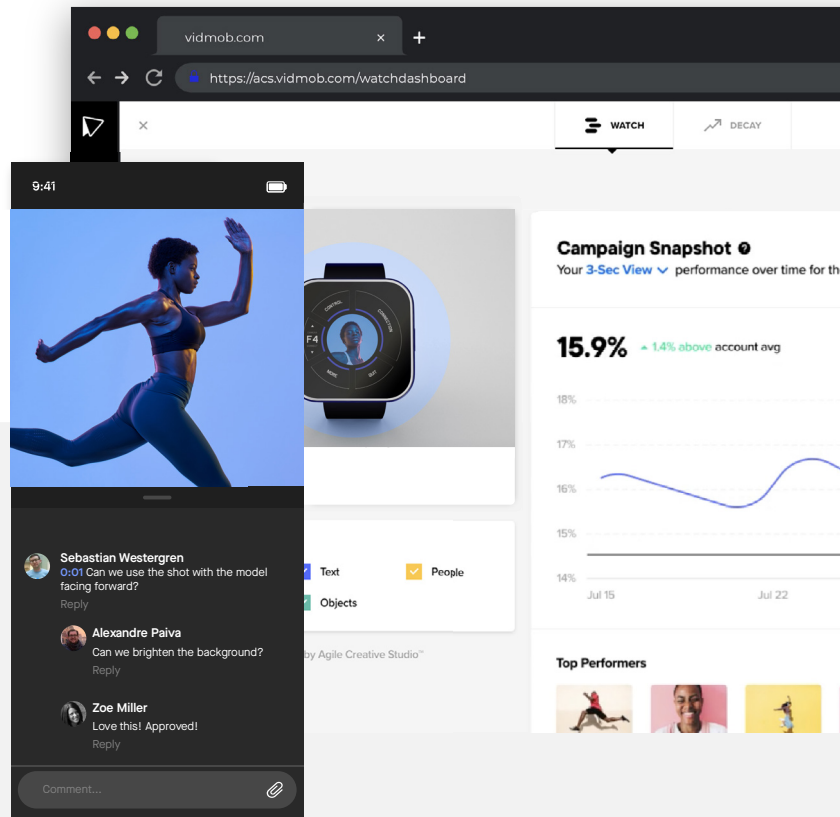 vidmob.com
https://acs.vidmob.com/watchdashboard
WATCH
DECAY
9:41
CONTROL
CONNECTION
F4
MORE
QUIT
Campaign Snapshot
Your 3-Sec View performance over time for th
15.9%
1.4% above account avg
18%
17%
16%
15%
14%
Jul 15
Jul 22
Text
People
Objects
by Agile Creative Studio™
Top Performers
Sebastian Westergren
0:01 Can we use the shot with the model
facing forward?
Reply
Alexandre Paiva
Can we brighten the background?
Reply
Zoe Miller
Love this! Approved!
Reply
Comment...